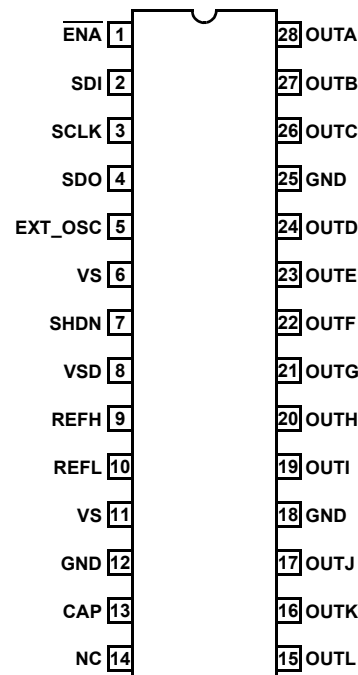 ENA 1 28 OUTA
SDI 2 27 OUTB
SCLK 3 26 OUTC
SDO 4 25 GND
EXT_OSC 5 24 OUTD
VS 6 23 OUTE
SHDN 7 22 OUTF
VSD 8 21 OUTG
REFH 9 20 OUTH
REFL 10 19 OUTI
VS 11 18 GND
GND 12 17 OUTJ
CAP 13 16 OUTK
NC 14 15 OUTL